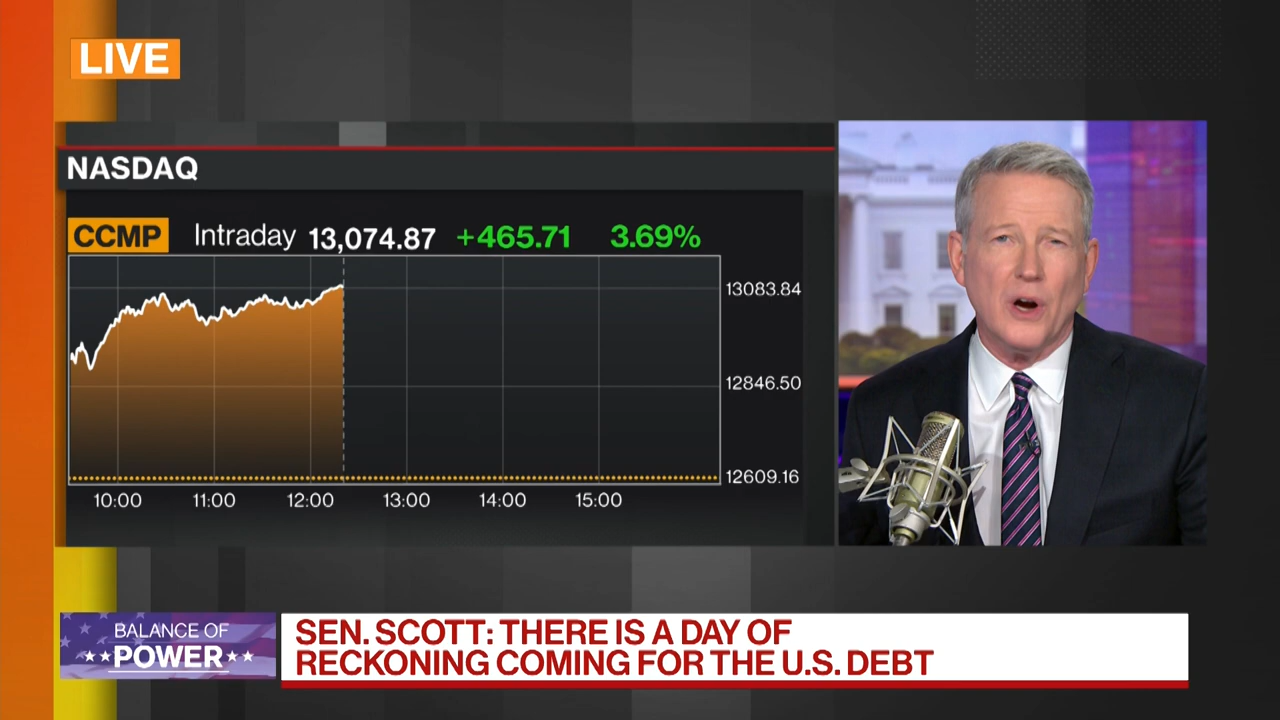 LIVE
NASDAQ
CCMP Intraday 13,074.87 +465.71 3.69%
13083.84
12846.50
12609.16
10:00 11:00 12:00 13:00 14:00 15:00
BALANCE OF
POWER
SEN. SCOTT: THERE IS A DAY OF
RECKONING COMING FOR THE U.S. DEBT